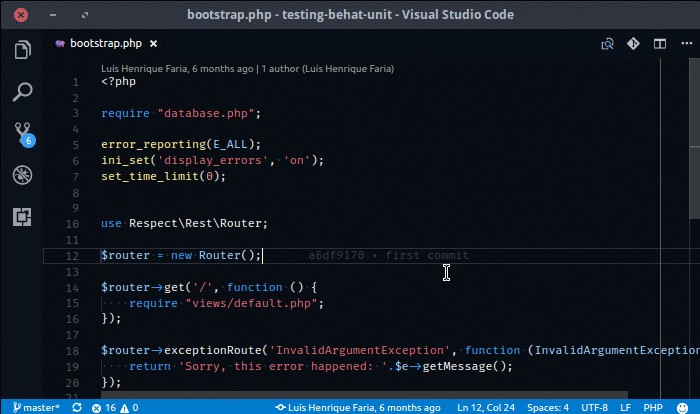 bootstrap.php - testing-behat-unit - Visual Studio Code
bootstrap.php ×
Luís Henrique Faria, 6 months ago | 1 author (Luís Henrique Faria)
1 <?php
2
3 require "database.php";
4
5 error_reporting(E_ALL);
6 ini_set('display_errors', 'on');
7 set_time_limit(0);
8
9
10 use Respect\Rest\Router;
11
12 $router = new Router(); a6df9170 • first commit
13
14 $router->get('/', function () {
15 require "views/default.php";
16 });
17
18 $router->exceptionRoute('InvalidArgumentException', function (InvalidArgumentException
19 return 'Sorry, this error happened: '.$e->getMessage();
20 });
21
6
master* 16 0 Luís Henrique Faria, 6 months ago Ln 12, Col 24 Spaces: 4 UTF-8 LF PHP